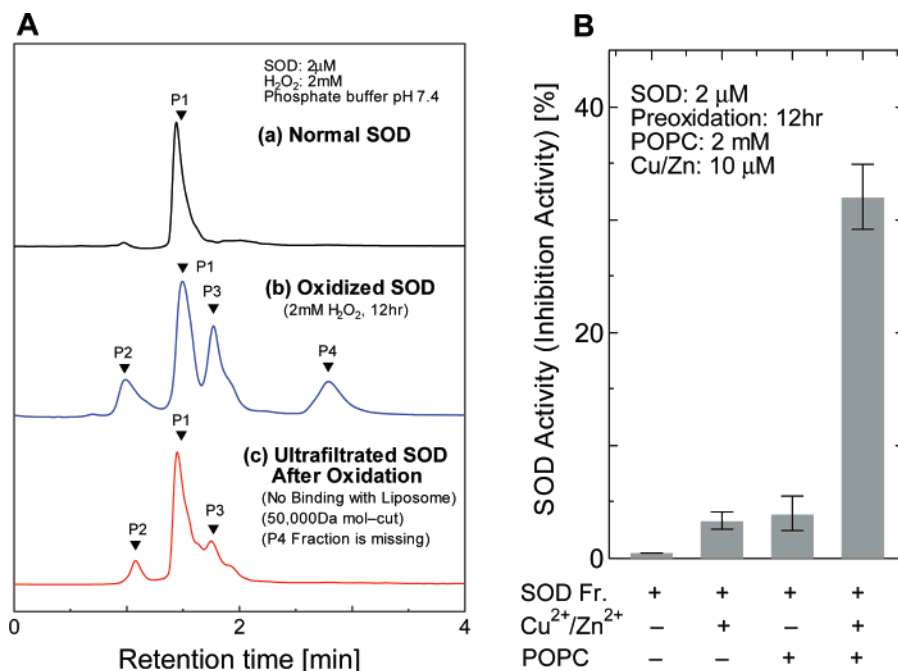 A
SOD: 2μM
H₂O₂: 2mM
Phosphate buffer pH 7.4
P1
(a) Normal SOD
P1
(b) Oxidized SOD
(2mM H₂O₂, 12hr)
P3
P2
P4
P1
(c) Ultrafiltrated SOD
After Oxidation
(No Binding with Liposome)
(50,000Da mol–cut)
(P4 Fraction is missing)
P3
P2
0
2
4
Retention time [min]
B
SOD Activity (Inhibition Activity) [%]
40
20
0
SOD: 2 μM
Preoxidation: 12hr
POPC: 2 mM
Cu/Zn: 10 μM
SOD Fr. + + + +
Cu²⁺/Zn²⁺ – + – +
POPC – – + +